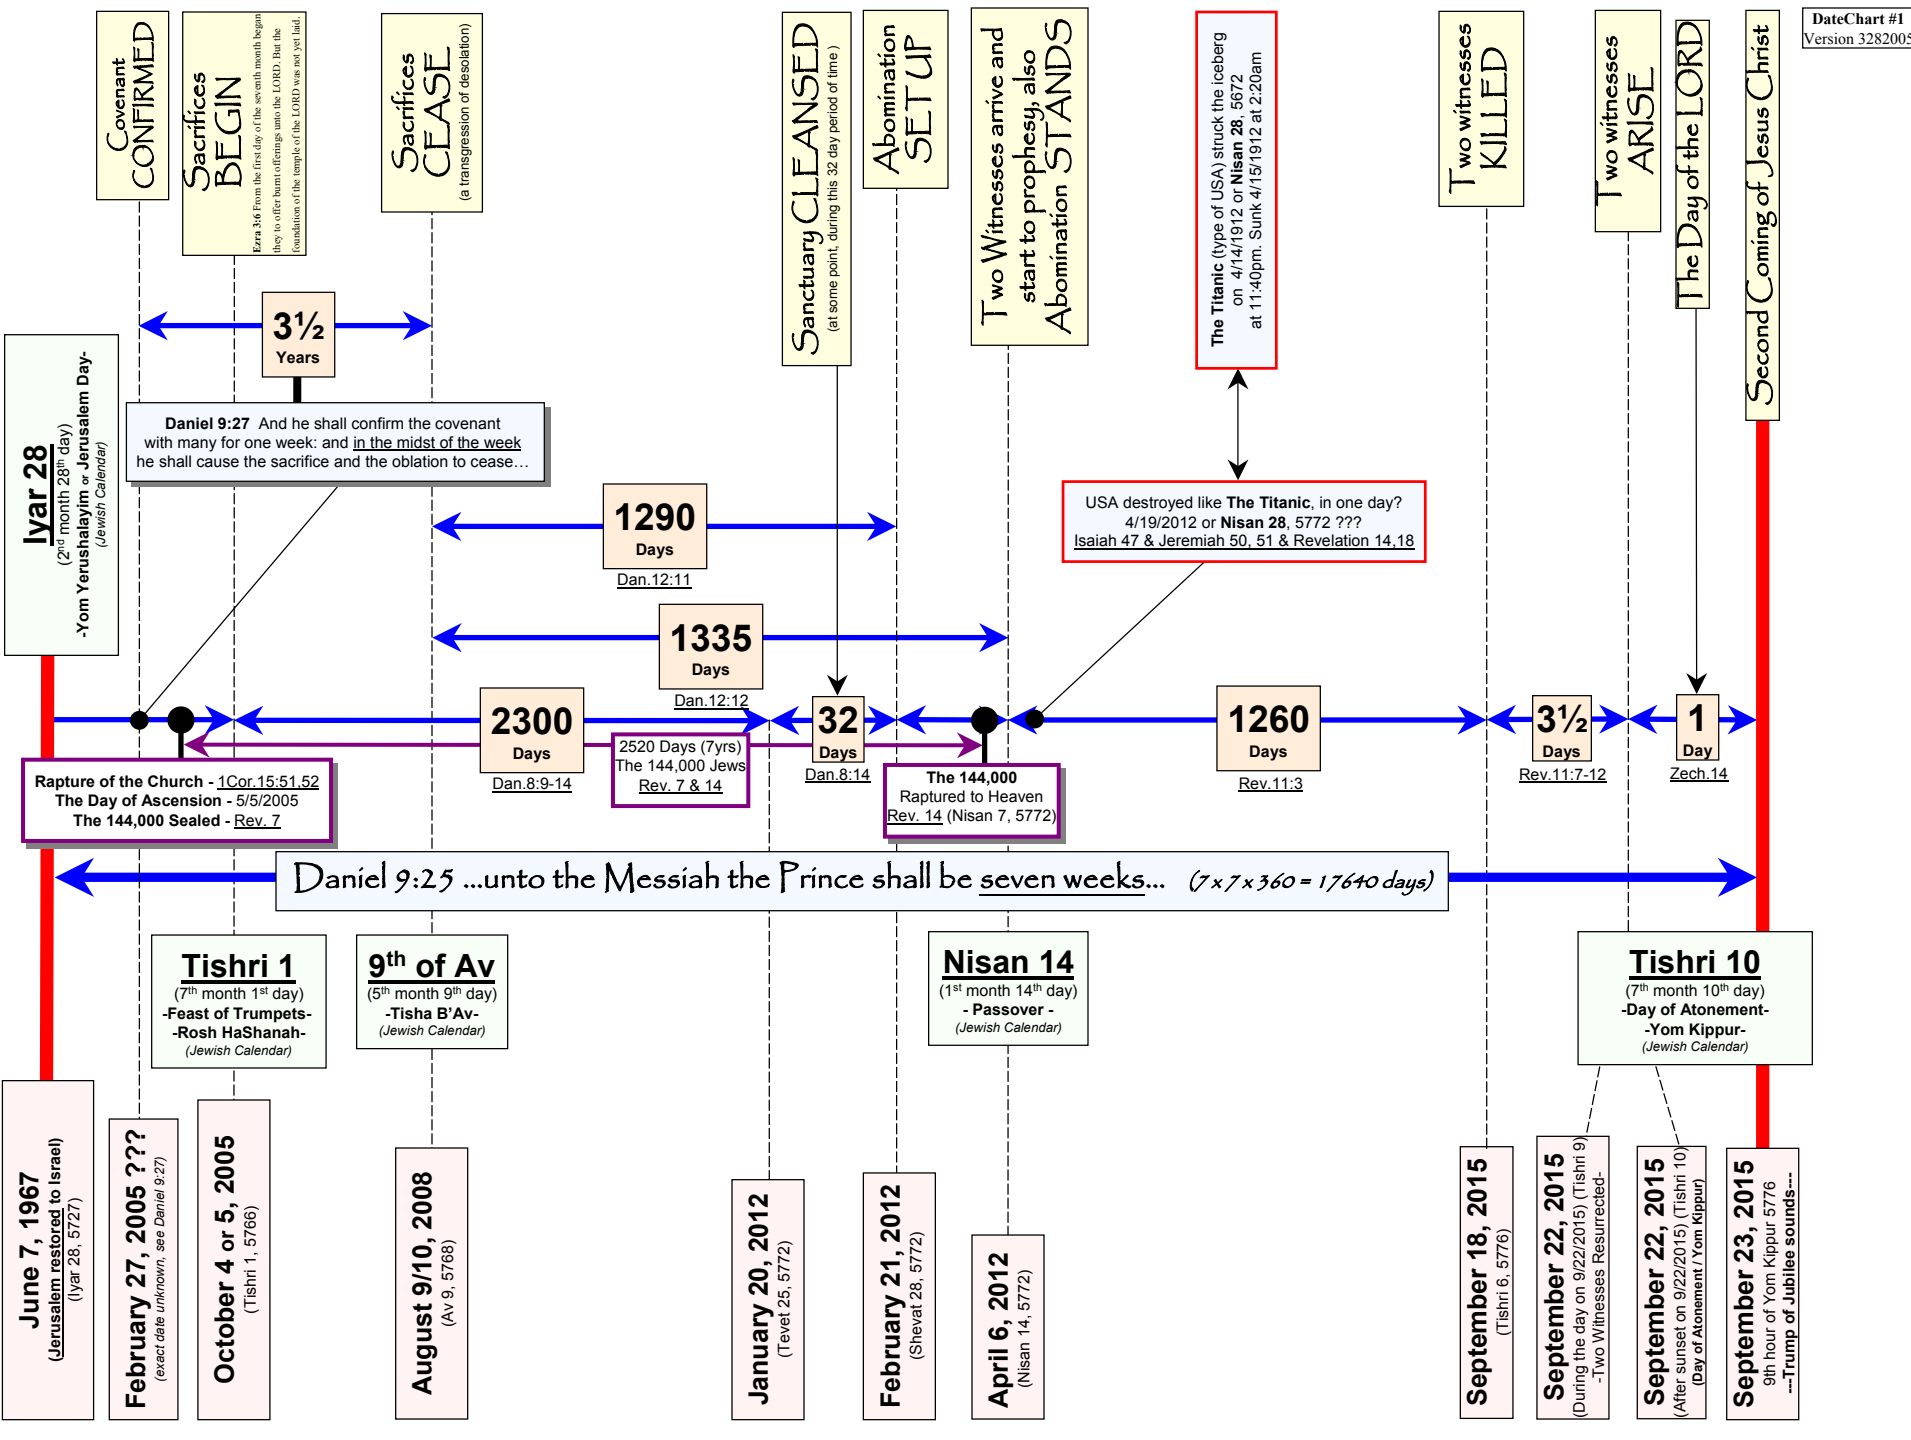 DateChart #1
Version 3282005
Covenant
CONFIRMED
Sacrifices
BEGIN
Ezra 3:6 From the first day of the seventh month began
they to offer burnt offerings unto the LORD. But the
foundation of the temple of the LORD was not yet laid.
Sacrifices
CEASE
(a transgression of desolation)
Sanctuary CLEANSED
(at some point, during this 32 day period of time )
Abomination
SET UP
Two Witnesses arrive and
start to prophesy, also
Abomination STANDS
The Titanic (type of USA) struck the iceberg
on 4/14/1912 or Nisan 28, 5672
at 11:40pm. Sunk 4/15/1912 at 2:20am
Two witnesses
KILLED
Two witnesses
ARISE
The Day of the LORD
Second Coming of Jesus Christ
3½
Years
Iyar 28
(2nd month 28th day)
-Yom Yerushalayim or Jerusalem Day-
(Jewish Calendar)
Daniel 9:27 And he shall confirm the covenant
with many for one week: and in the midst of the week
he shall cause the sacrifice and the oblation to cease…
1290
Days
Dan.12:11
USA destroyed like The Titanic, in one day?
4/19/2012 or Nisan 28, 5772 ???
Isaiah 47 & Jeremiah 50, 51 & Revelation 14,18
1335
Days
Dan.12:12
2300
Days
Dan.8:9-14
32
Days
Dan.8:14
1260
Days
Rev.11:3
3½
Days
Rev.11:7-12
1
Day
Zech.14
2520 Days (7yrs)
The 144,000 Jews
Rev. 7 & 14
Rapture of the Church - 1Cor.15:51,52
The Day of Ascension - 5/5/2005
The 144,000 Sealed - Rev. 7
The 144,000
Raptured to Heaven
Rev. 14 (Nisan 7, 5772)
Daniel 9:25 ...unto the Messiah the Prince shall be seven weeks... (7 x 7 x 360 = 17640 days)
Tishri 1
(7th month 1st day)
-Feast of Trumpets-
-Rosh HaShanah-
(Jewish Calendar)
9th of Av
(5th month 9th day)
-Tisha B’Av-
(Jewish Calendar)
Nisan 14
(1st month 14th day)
- Passover -
(Jewish Calendar)
Tishri 10
(7th month 10th day)
-Day of Atonement-
-Yom Kippur-
(Jewish Calendar)
June 7, 1967
(Jerusalem restored to Israel)
(Iyar 28, 5727)
February 27, 2005 ???
(exact date unknown, see Daniel 9:27)
October 4 or 5, 2005
(Tishri 1, 5766)
August 9/10, 2008
(Av 9, 5768)
January 20, 2012
(Tevet 25, 5772)
February 21, 2012
(Shevat 28, 5772)
April 6, 2012
(Nisan 14, 5772)
September 18, 2015
(Tishri 6, 5776)
September 22, 2015
(During the day on 9/22/2015) (Tishri 9)
-Two Witnesses Resurrected-
September 22, 2015
(After sunset on 9/22/2015) (Tishri 10)
(Day of Atonement / Yom Kippur)
September 23, 2015
9th hour of Yom Kippur 5776
---Trump of Jubilee sounds---